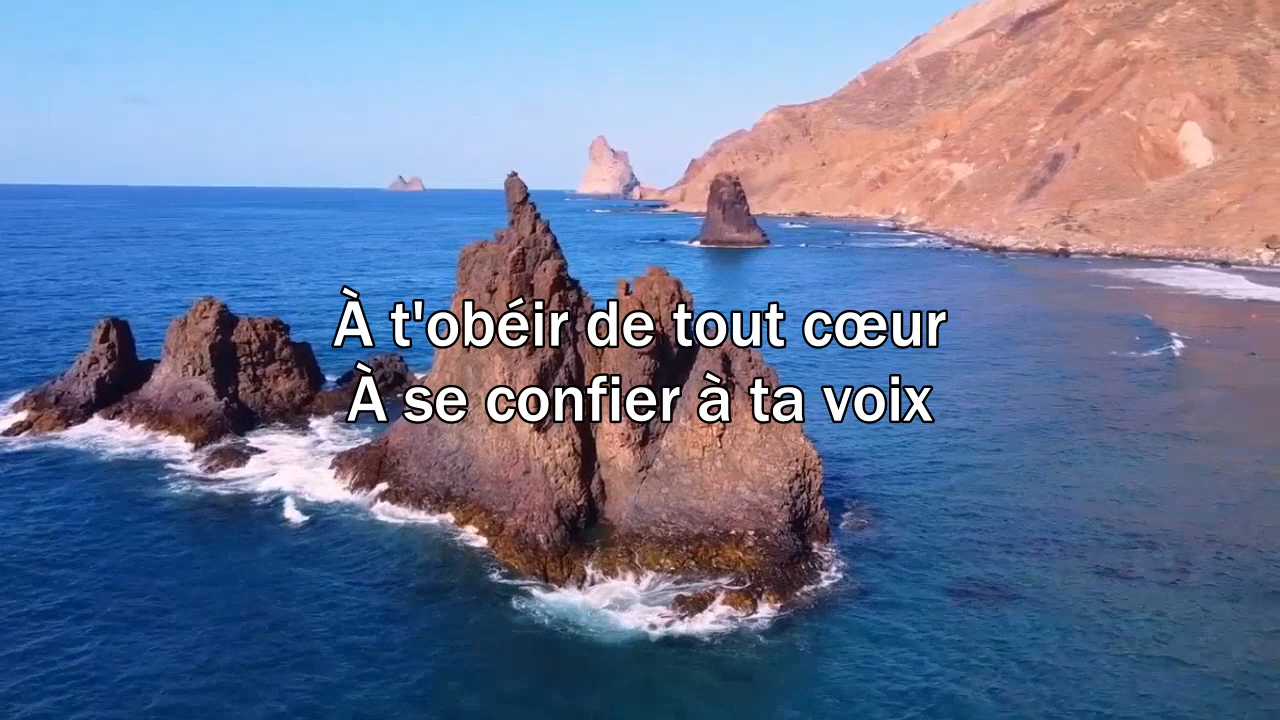 À t'obéir de tout cœur
À se confier à ta voix